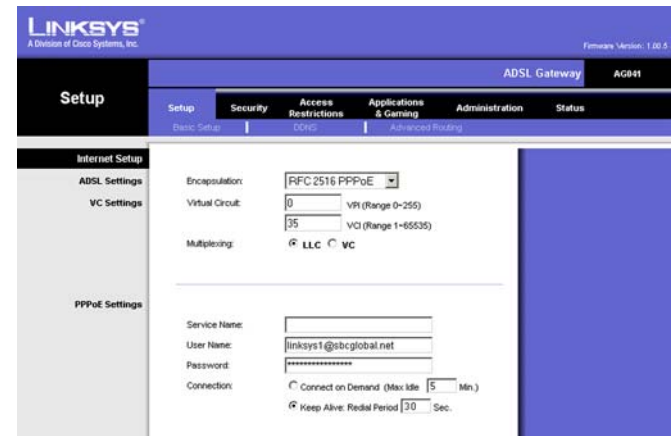 LINKSYS®
A Division of Cisco Systems, Inc.
Firmware Version: 1.00.5
ADSL Gateway AG041
Setup
Setup Security Access Restrictions Applications & Gaming Administration Status
Basic Setup | DDNS | Advanced Routing
Internet Setup
ADSL Settings
Encapsulation: RFC 2516 PPPoE
VC Settings
Virtual Circuit: 0 VPI (Range 0~255)
35 VCI (Range 1~65535)
Multiplexing: LLC VC
PPPoE Settings
Service Name:
User Name: linksys1@sbcglobal.net
Password: ****************
Connection: Connect on Demand (Max Idle 5 Min.)
Keep Alive: Redial Period 30 Sec.